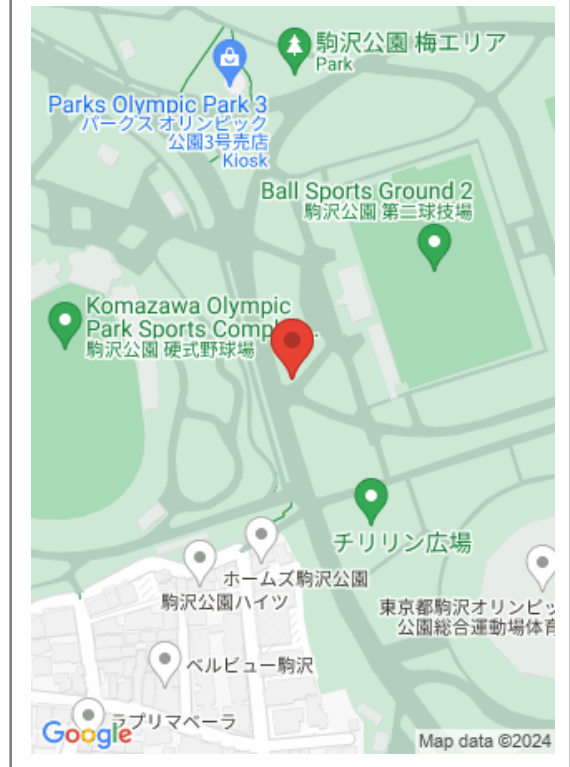 駒沢公園 梅エリア
Park
Parks Olympic Park 3
パークス オリンピック
公園3号売店
Kiosk
Ball Sports Ground 2
駒沢公園 第二球技場
Komazawa Olympic
Park Sports Compl...
駒沢公園 硬式野球場
チリリン広場
ホームズ駒沢公園
駒沢公園ハイツ
東京都駒沢オリンピッ
公園総合運動場体育
ベルビュー駒沢
ラプリマベーラ
Google
Map data ©2024